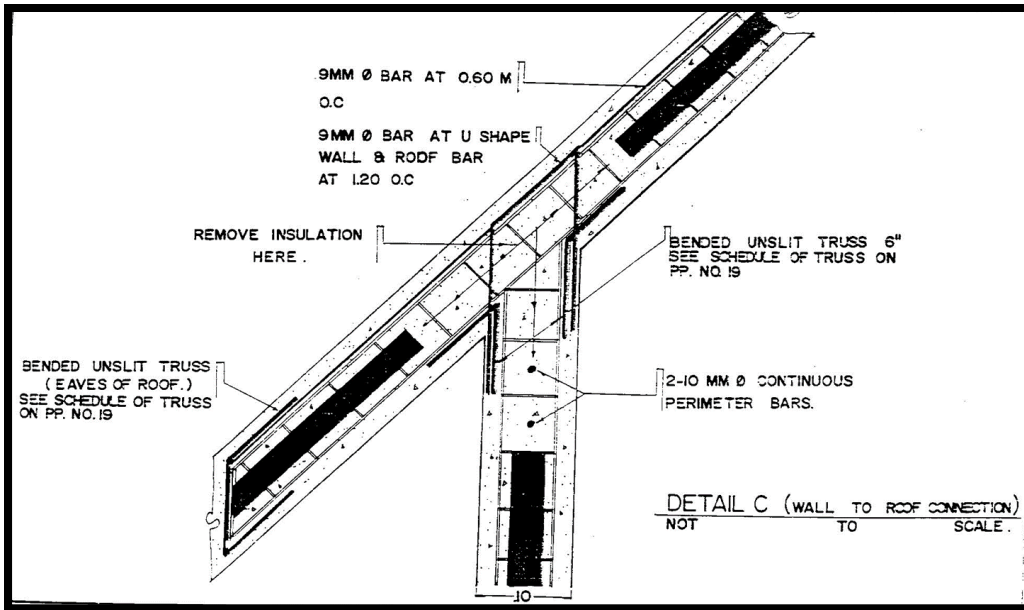 9MM Ø BAR AT 0.60 M
O.C
9MM Ø BAR AT U SHAPE
WALL & ROOF BAR
AT 1.20 O.C
REMOVE INSULATION
HERE.
BENDED UNSLIT TRUSS 6"
SEE SCHEDULE OF TRUSS ON
PP. NO. 19
BENDED UNSLIT TRUSS
(EAVES OF ROOF.)
SEE SCHEDULE OF TRUSS
ON PP. NO. 19
2-10 MM Ø CONTINUOUS
PERIMETER BARS.
DETAIL C (WALL TO ROOF CONNECTION)
NOT TO SCALE.
.10